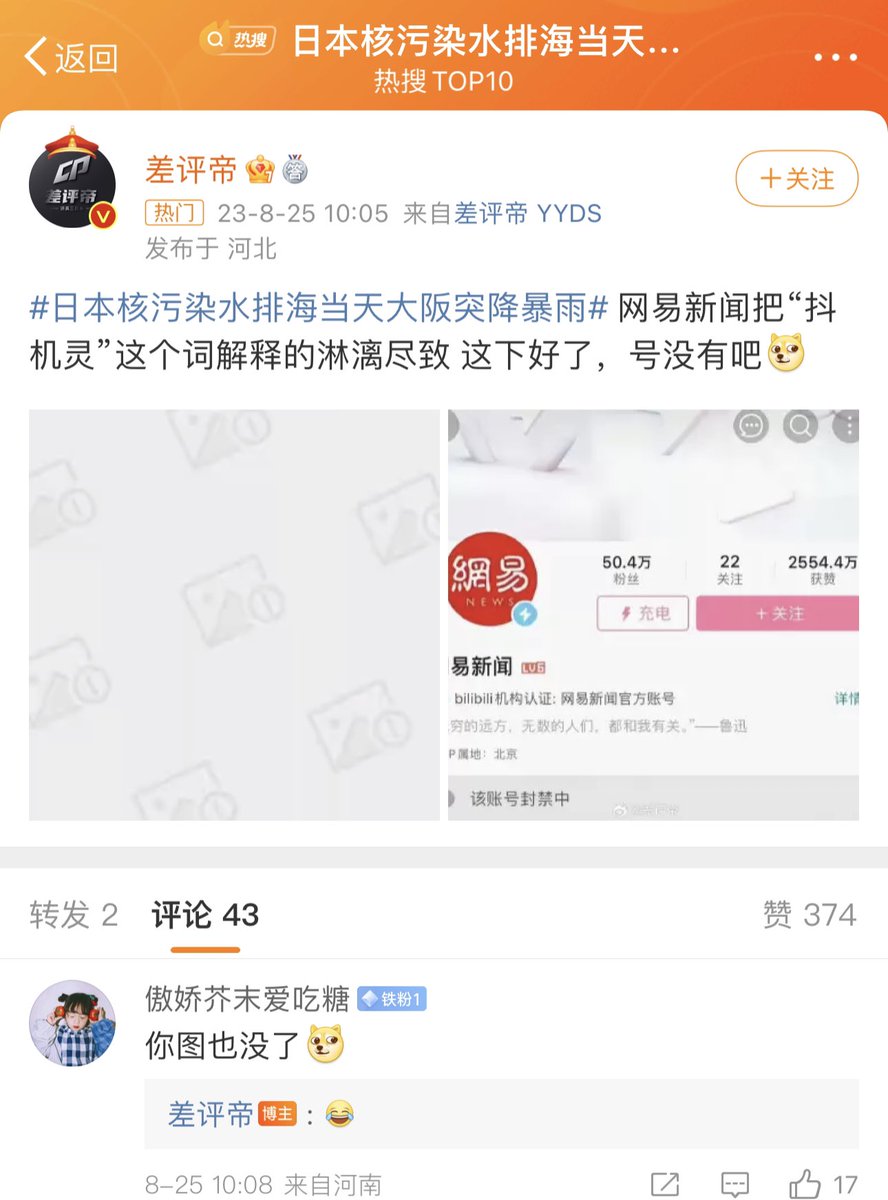 返回
热搜 日本核污染水排海当天...
热搜TOP10
差评帝
差评帝
热门 23-8-25 10:05 来自差评帝 YYDS
发布于 河北
+关注
#日本核污染水排海当天大阪突降暴雨# 网易新闻把“抖
机灵”这个词解释的淋漓尽致 这下好了，号没有吧
網易
NEWS
50.4万 22 2554.4万
粉丝 关注 获赞
充电 +关注
易新闻 LV6
bilibili机构认证: 网易新闻官方账号 详情
穷的远方，无数的人们，都和我有关。”——鲁迅
P属地：北京
该账号封禁中
转发 2 评论 43 赞 374
傲娇芥末爱吃糖 铁粉1
你图也没了
差评帝 博主 :
8-25 10:08 来自河南 17